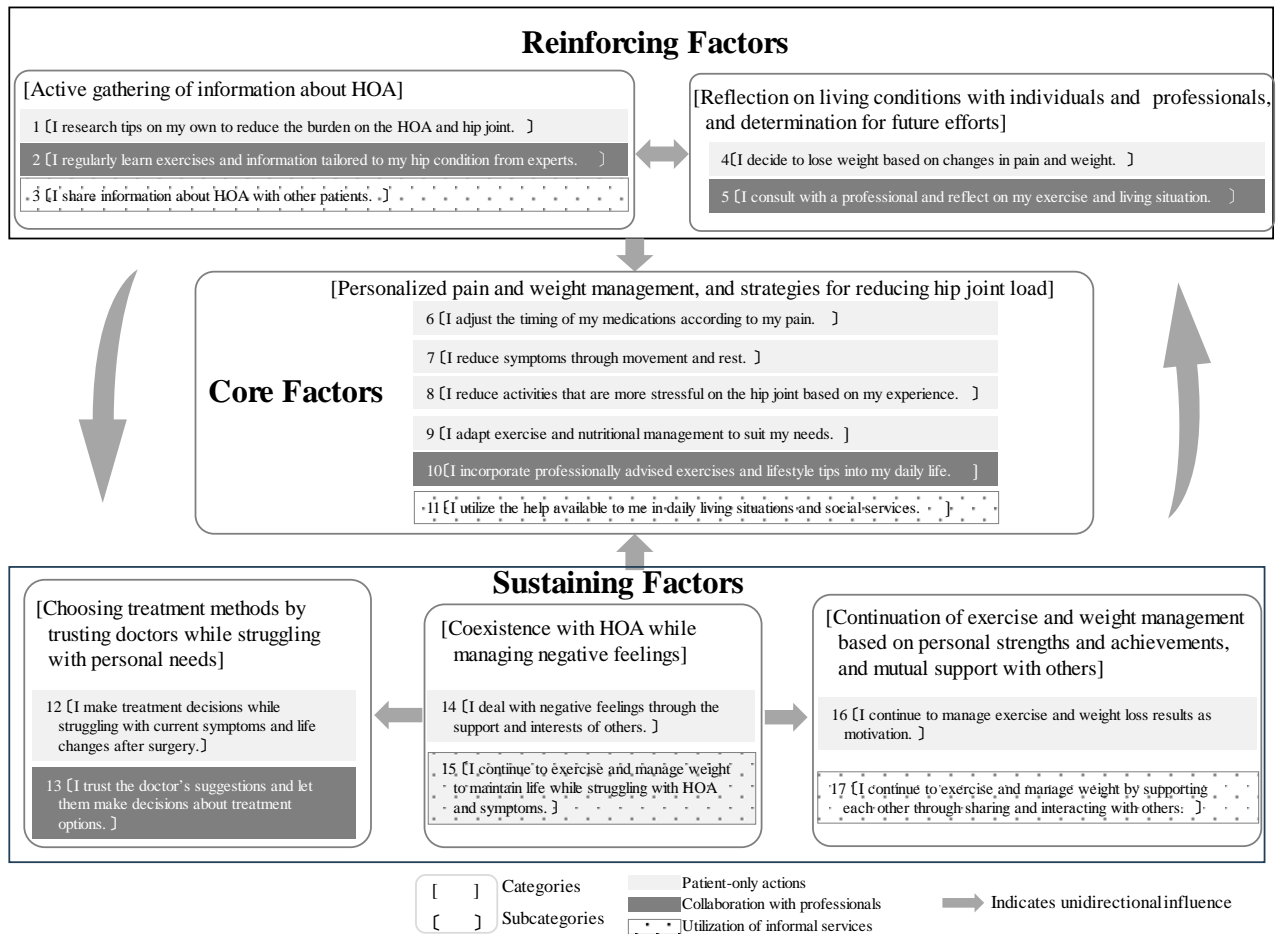 Reinforcing Factors
[Active gathering of information about HOA]
1〔I research tips on my own to reduce the burden on the HOA and hip joint. 〕
2〔I regularly learn exercises and information tailored to my hip condition from experts. 〕
3〔I share information about HOA with other patients. 〕
[Reflection on living conditions with individuals and professionals,
and determination for future efforts]
4〔I decide to lose weight based on changes in pain and weight. 〕
5〔I consult with a professional and reflect on my exercise and living situation. 〕
[Personalized pain and weight management, and strategies for reducing hip joint load]
Core Factors
6〔I adjust the timing of my medications according to my pain. 〕
7〔I reduce symptoms through movement and rest. 〕
8〔I reduce activities that are more stressful on the hip joint based on my experience. 〕
9〔I adapt exercise and nutritional management to suit my needs. ]
10〔I incorporate professionally advised exercises and lifestyle tips into my daily life. ]
11〔I utilize the help available to me in daily living situations and social services. ]
Sustaining Factors
[Choosing treatment methods by
trusting doctors while struggling
with personal needs]
12〔I make treatment decisions while
struggling with current symptoms and life
changes after surgery.〕
13〔I trust the doctor's suggestions and let
them make decisions about treatment
options. 〕
[Coexistence with HOA while
managing negative feelings]
14〔I deal with negative feelings through the
support and interests of others. 〕
15〔I continue to exercise and manage weight
to maintain life while struggling with HOA
and symptoms. 〕
[Continuation of exercise and weight management
based on personal strengths and achievements,
and mutual support with others]
16〔I continue to manage exercise and weight loss results as
motivation. 〕
17〔I continue to exercise and manage weight by supporting
each other through sharing and interacting with others. 〕
[ ] Categories
〔 〕 Subcategories
Patient-only actions
Collaboration with professionals
Utilization of informal services
Indicates unidirectional influence